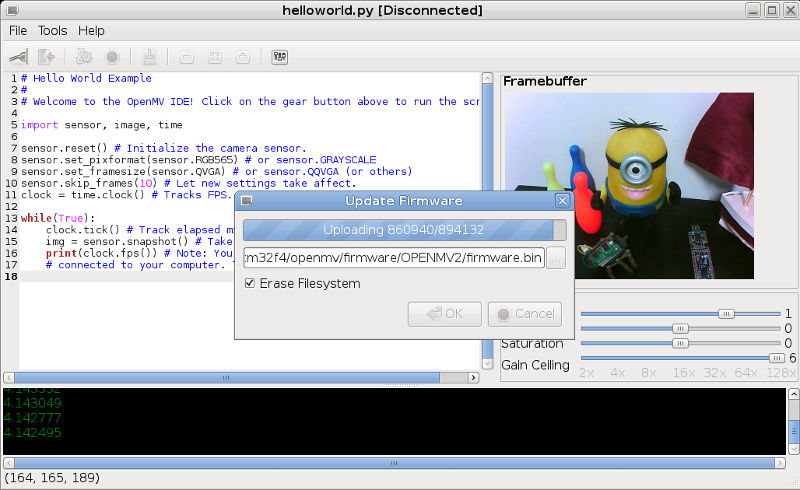 helloworld.py [Disconnected]
File Tools Help
1 # Hello World Example
2 #
3 # Welcome to the OpenMV IDE! Click on the gear button above to run the scr
4
5 import sensor, image, time
6
7 sensor.reset() # Initialize the camera sensor.
8 sensor.set_pixformat(sensor.RGB565) # or sensor.GRAYSCALE
9 sensor.set_framesize(sensor.QVGA) # or sensor.QQVGA (or others)
10 sensor.skip_frames(10) # Let new settings take affect.
11 clock = time.clock() # Tracks FPS.
12
13 while(True):
14 clock.tick() # Track elapsed m
15 img = sensor.snapshot() # Take
16 print(clock.fps()) # Note: You
17 # connected to your computer.
18
Framebuffer
Update Firmware
Uploading 860940/894132
:m32f4/openmv/firmware/OPENMV2/firmware.bin
...
Erase Filesystem
OK Cancel
1
0
Saturation 0
Gain Ceiling 6
2x 4x 8x 16x 32x 64x 128x
4.143332
4.143049
4.142777
4.142495
(164, 165, 189)